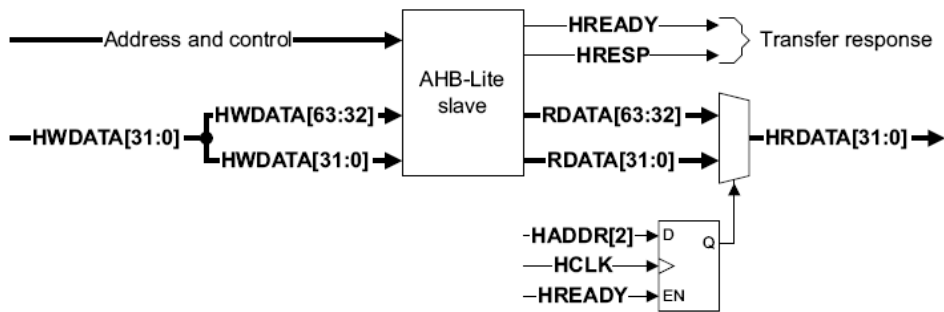 Address and control
AHB-Lite
slave
HREADY
HRESP
Transfer response
HWDATA[31:0]
HWDATA[63:32]
HWDATA[31:0]
RDATA[63:32]
RDATA[31:0]
HRDATA[31:0]
HADDR[2]
D
Q
HCLK
HREADY
EN